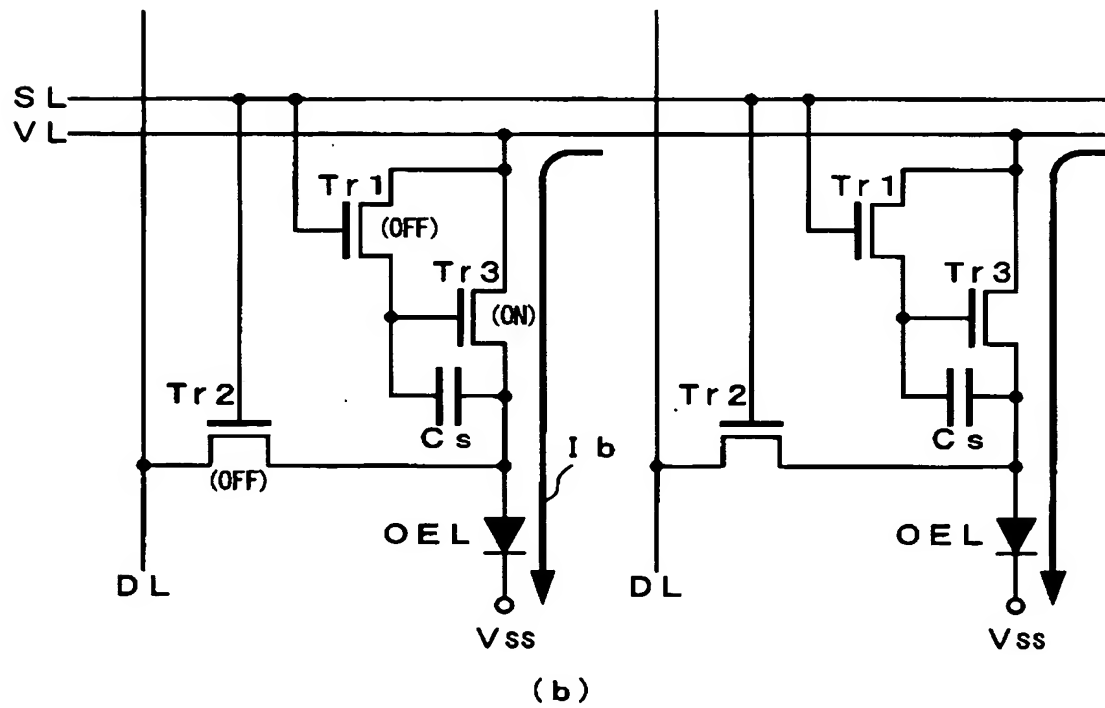 SL
VL
Tr1
(OFF)
Tr3
(ON)
Tr2
(OFF)
Cs
Ib
OEL
DL
Vss
Tr1
Tr3
Tr2
Cs
OEL
DL
Vss
(b)